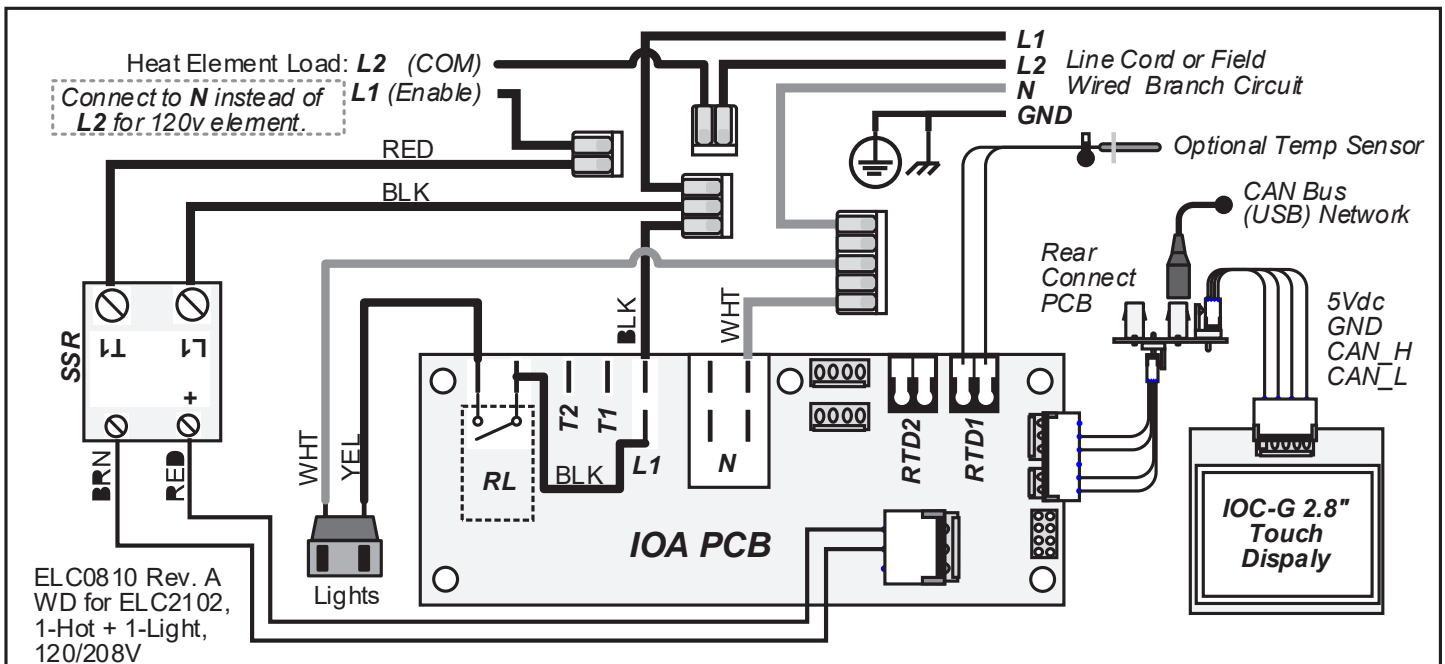 L1
L2
N
GND
Line Cord or Field
Wired Branch Circuit
Heat Element Load: L2 (COM)
L1 (Enable)
Connect to N instead of
L2 for 120v element.
RED
BLK
Optional Temp Sensor
CAN Bus
(USB) Network
Rear
Connect
PCB
5Vdc
GND
CAN_H
CAN_L
SSR
T1
L1
+
BRN
RED
WHT
YEL
BLK
WHT
RL
BLK
T2
T1
L1
N
RTD2
RTD1
IOA PCB
IOC-G 2.8"
Touch
Dispaly
Lights
ELC0810 Rev. A
WD for ELC2102,
1-Hot + 1-Light,
120/208V